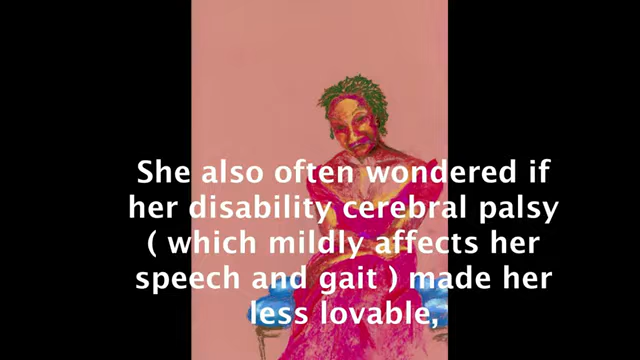 She also often wondered if
her disability cerebral palsy
( which mildly affects her
speech and gait ) made her
less lovable,